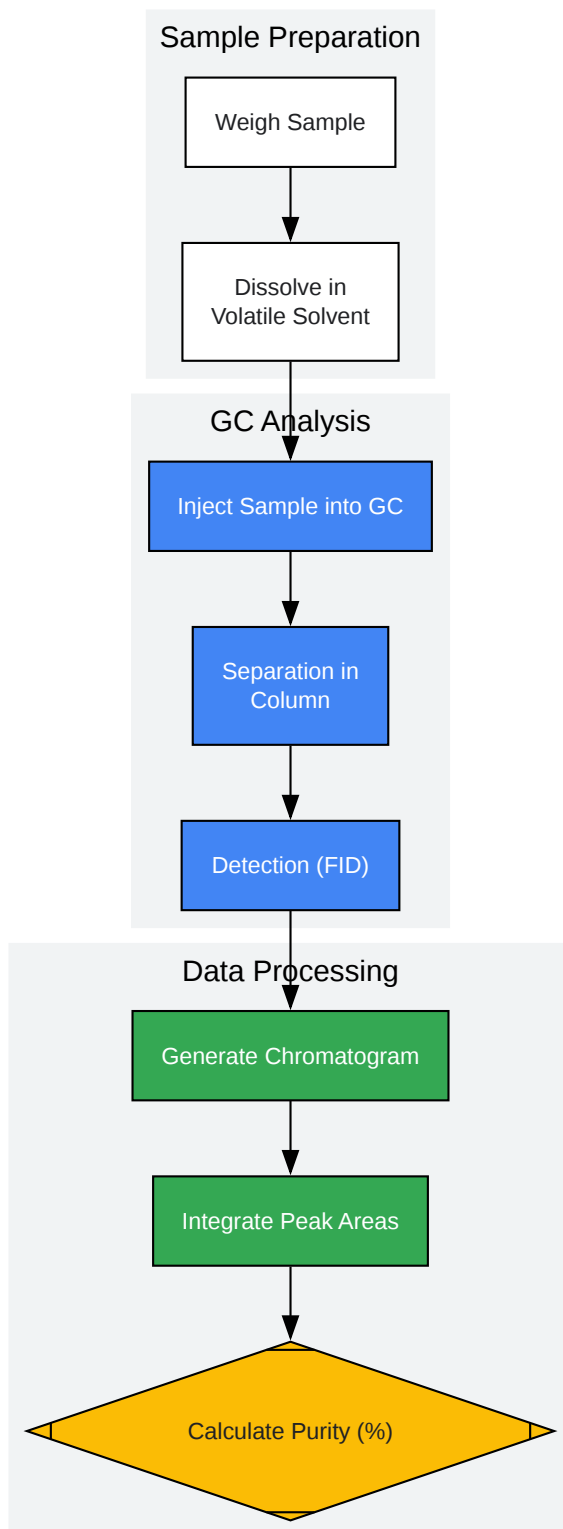 Sample Preparation
Weigh Sample
Dissolve in
Volatile Solvent
GC Analysis
Inject Sample into GC
Separation in
Column
Detection (FID)
Data Processing
Generate Chromatogram
Integrate Peak Areas
Calculate Purity (%)